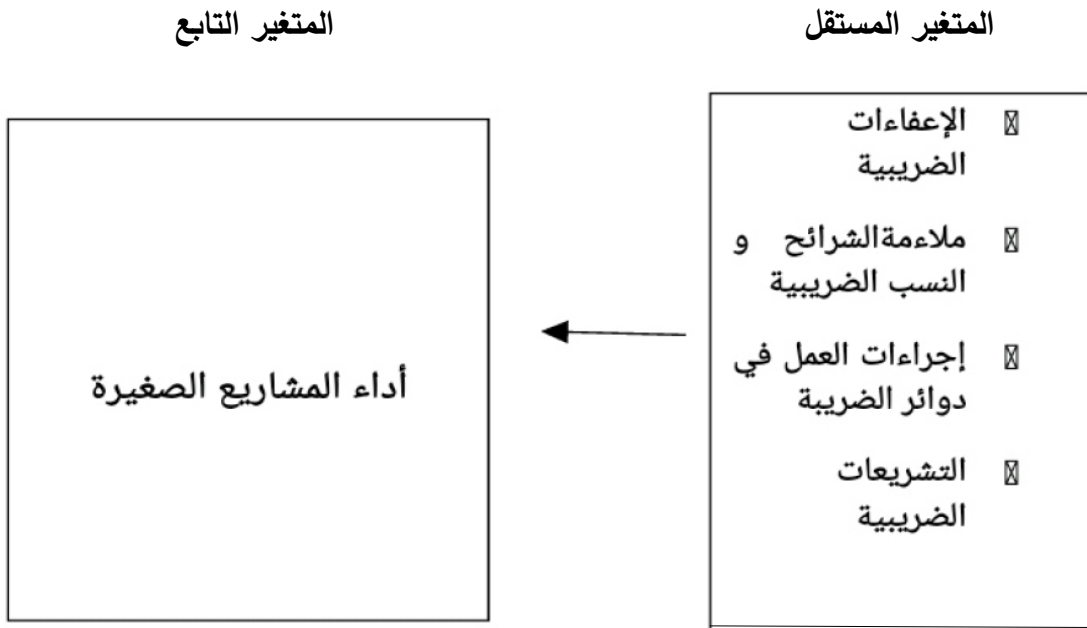 المتغير المستقل
المتغير التابع
الإعفاءات
الضريبية
ملاءمةالشرائح و
النسب الضريبية
إجراءات العمل في
دوائر الضريبة
التشريعات
الضريبية
أداء المشاريع الصغيرة